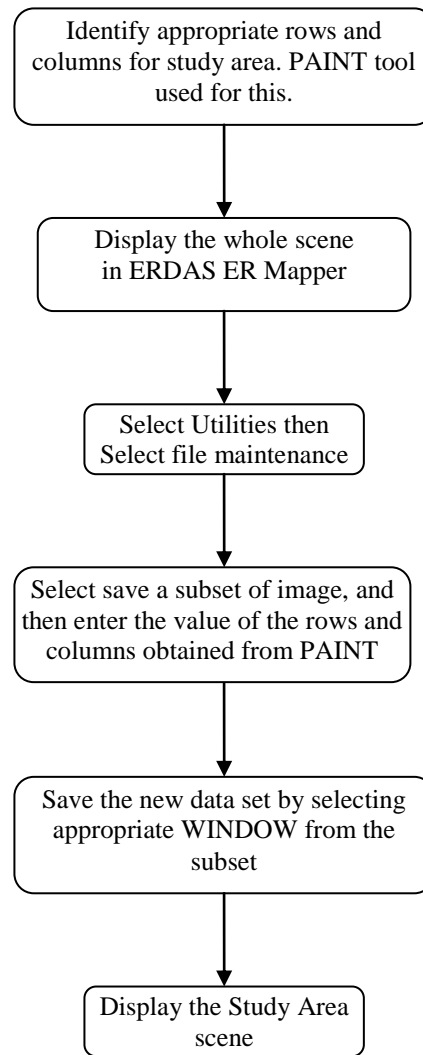 Identify appropriate rows and
columns for study area. PAINT tool
used for this.
Display the whole scene
in ERDAS ER Mapper
Select Utilities then
Select file maintenance
Select save a subset of image, and
then enter the value of the rows and
columns obtained from PAINT
Save the new data set by selecting
appropriate WINDOW from the
subset
Display the Study Area
scene